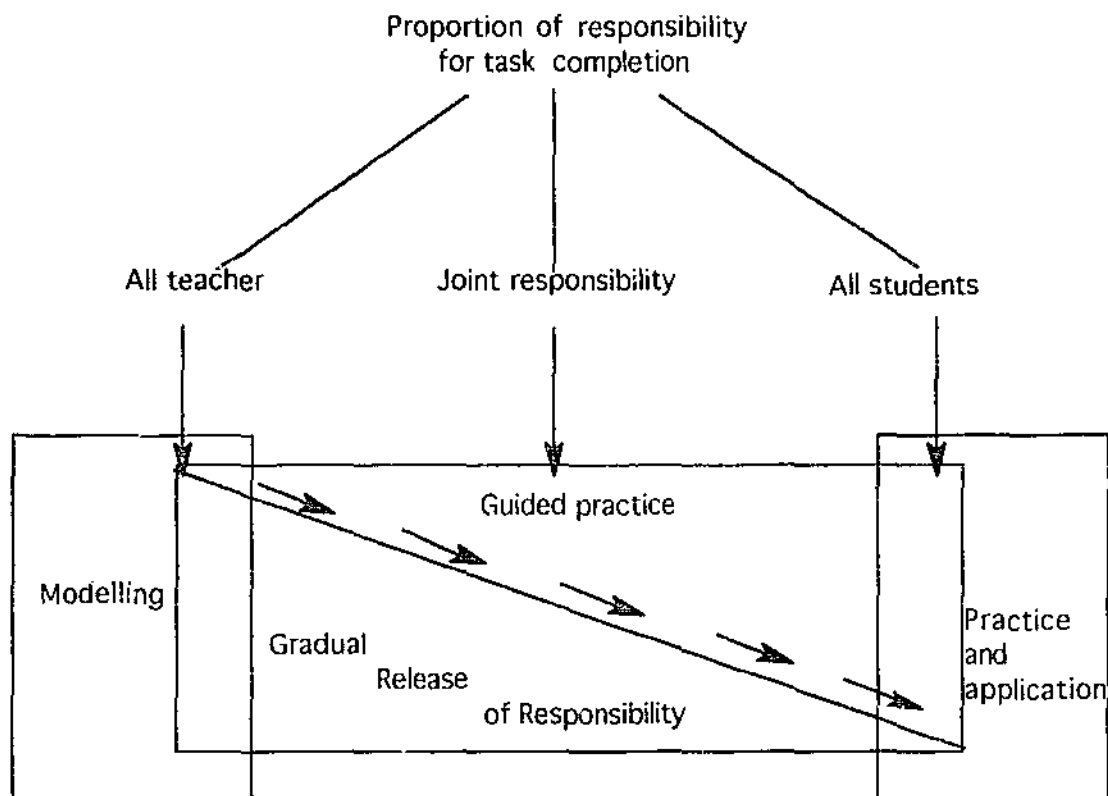 Proportion of responsibility
for task completion
All teacher
Joint responsibility
All students
Guided practice
Modelling
Gradual
Release
of Responsibility
Practice
and
application